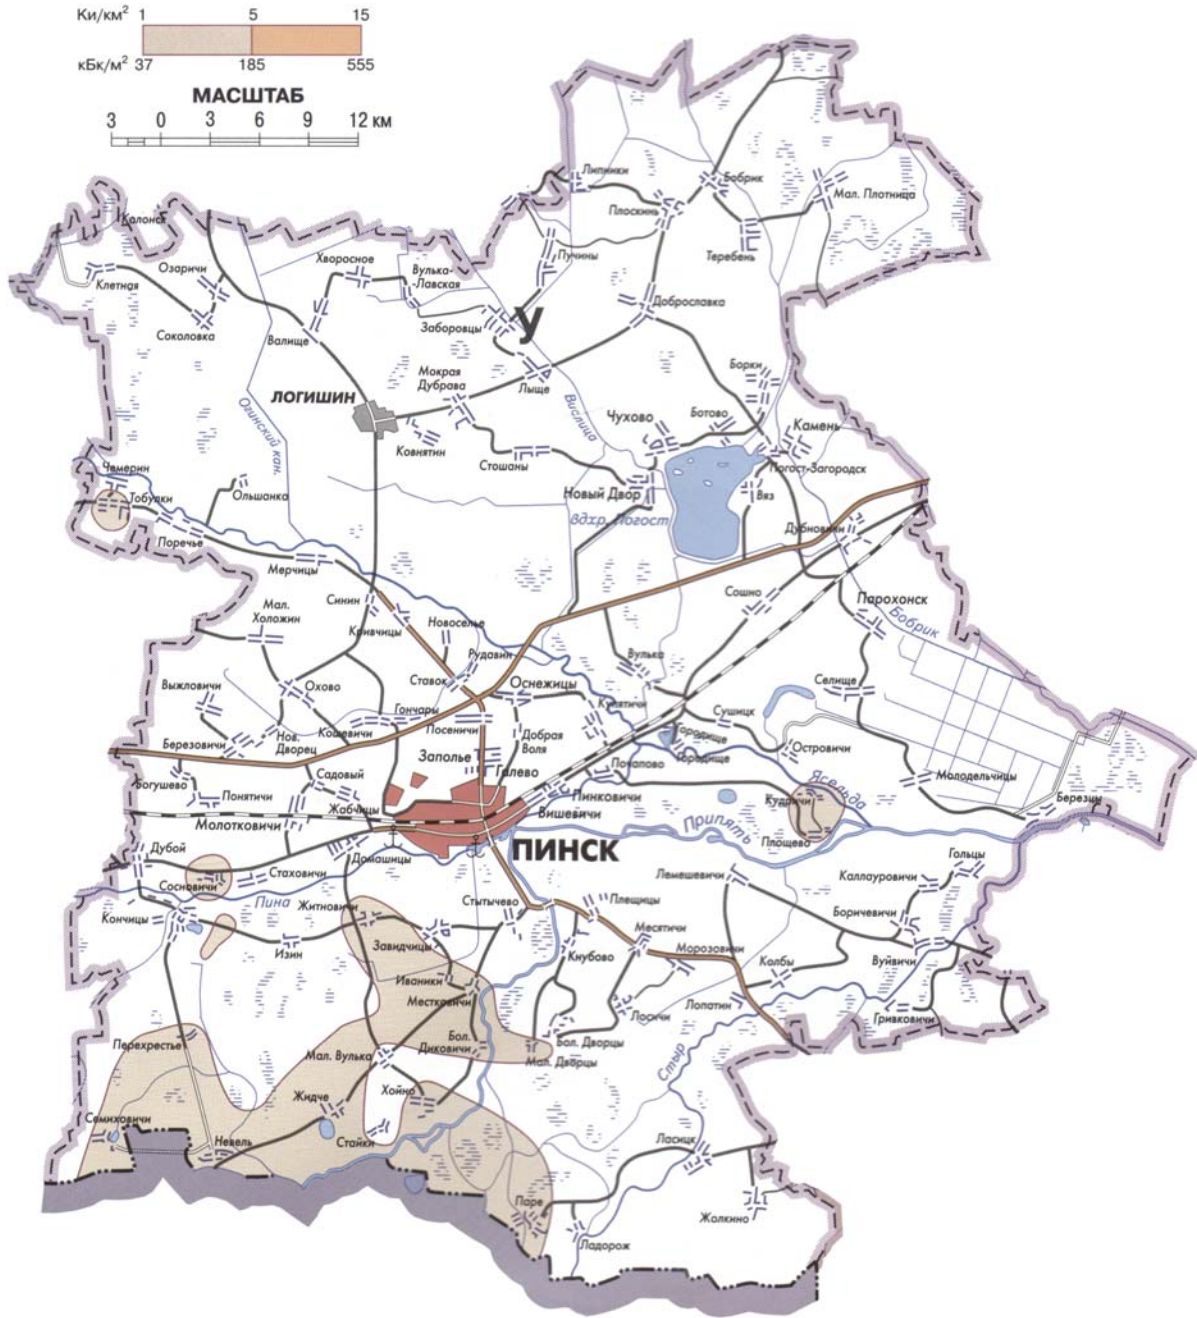 Ки/км² 1 5 15
кБк/м² 37 185 555
МАСШТАБ
3 0 3 6 9 12 км
Липники
Бобрик
Мал. Плотница
Плоскинь
Колонск
Пучины
Теребень
Хворосное
Озаричи
Вулька-
Лавская
Клетная
Доброславка
У
Заборовцы
Соколовка
Валище
Борки
Мокрая
Дубрава
Лыще
ЛОГИШИН
Вислица
Огинский кан.
Чухово
Ботово
Камень
Ковнятин
Стошаны
Погост-Загородск
Чемерин
Тобулки
Ольшанка
Новый Двор
Вяз
вдхр. Погост
Дубновичи
Поречье
Мерчицы
Сошно
Парохонск
Синин
Мал.
Холожин
Бобрик
Новоселье
Кривчицы
Рудавин
Вулька
Ставок
Селище
Выжловичи
Охово
Оснежицы
Гончары
Купятичи
Сушицк
Посеничи
Кошевичи
Добрая
Воля
Городище
Березовичи
Нов.
Дворец
Островичи
Заполье
Городище
Галево
Почапово
Садовый
Молодельчицы
Богушево
Ясельда
Понятичи
Пинковичи
Кудричи
Березцы
Жабчицы
Вишевичи
Молотковичи
Припять
Площево
ПИНСК
Дубой
Домашицы
Гольцы
Стаховичи
Лемешевичи
Каллауровичи
Сосновичи
Пина
Житновичи
Стытычево
Плещицы
Кончицы
Боричевичи
Завидчицы
Месятичи
Морозовичи
Изин
Кнубово
Колбы
Вуйвичи
Иваники
Местковичи
Лопатин
Лосичи
Гривковичи
Перехрестье
Бол.
Диковичи
Бол. Дворцы
Мал. Вулька
Мал. Дворцы
Стыр
Хойно
Жидче
Семиховичи
Невель
Стайки
Ласицк
Паре
Жолкино
Ладорож